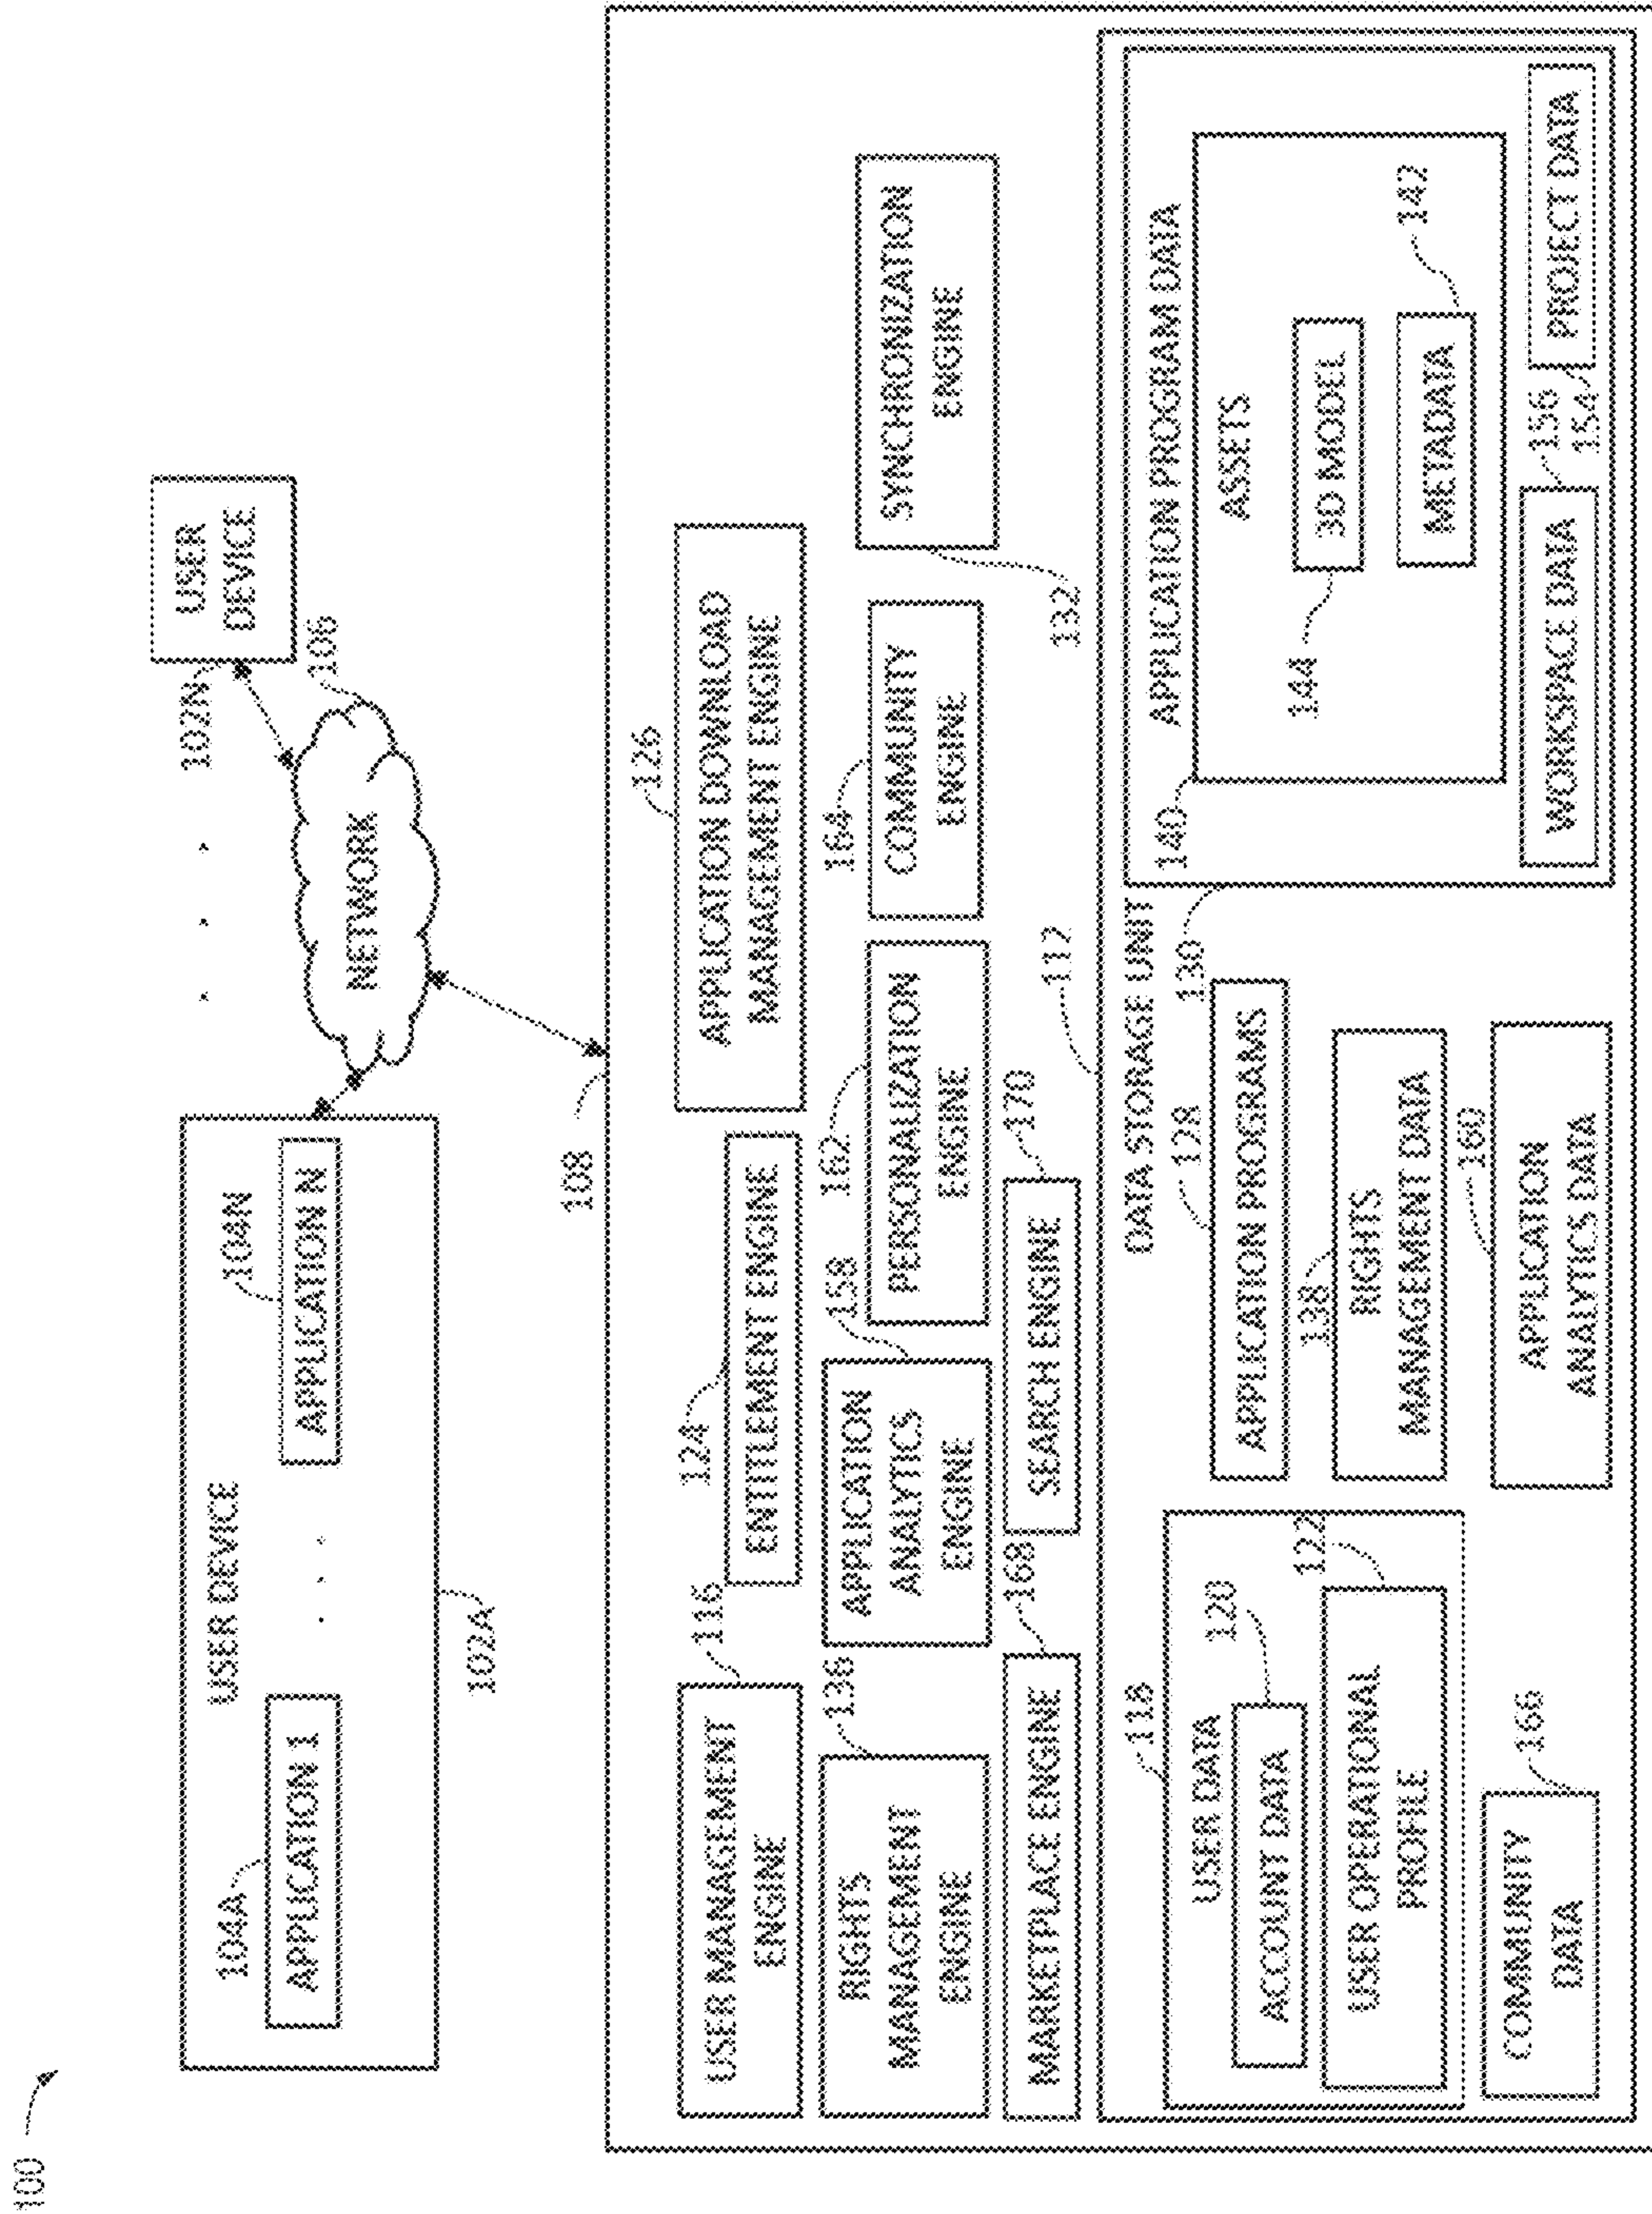 100
USER DEVICE
104A
APPLICATION 1
104N
APPLICATION N
102A
102N
USER
DEVICE
106
NETWORK
108
116
USER MANAGEMENT
ENGINE
124
ENTITLEMENT ENGINE
126
APPLICATION DOWNLOAD
MANAGEMENT ENGINE
136
RIGHTS
MANAGEMENT
ENGINE
158
APPLICATION
ANALYTICS
ENGINE
162
PERSONALIZATION
ENGINE
164
COMMUNITY
ENGINE
SYNCHRONIZATION
ENGINE
132
168
MARKETPLACE ENGINE
170
SEARCH ENGINE
112
DATA STORAGE UNIT
118
USER DATA
120
ACCOUNT DATA
122
USER OPERATIONAL
PROFILE
166
COMMUNITY
DATA
128
APPLICATION PROGRAMS
138
RIGHTS
MANAGEMENT DATA
160
APPLICATION
ANALYTICS DATA
130
APPLICATION PROGRAM DATA
140
ASSETS
144
3D MODEL
142
METADATA
156
WORKSPACE DATA
154
PROJECT DATA